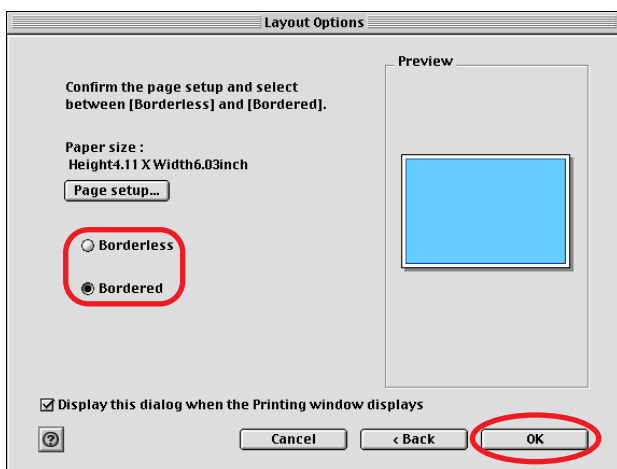 Layout Options
Confirm the page setup and select
between [Borderless] and [Bordered].
Paper size :
Height4.11 X Width6.03inch
Page setup...
Borderless
Bordered
Preview
Display this dialog when the Printing window displays
?
Cancel
‹ Back
OK